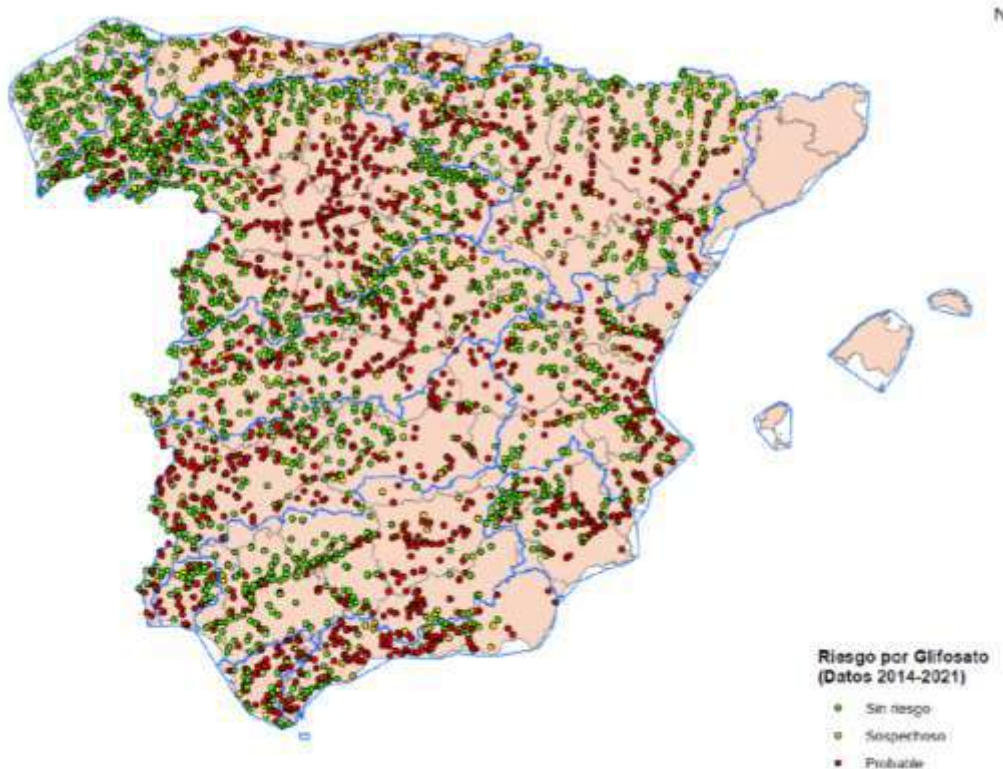 N
Riesgo por Glifosato
(Datos 2014-2021)
Sin riesgo
Sospechoso
Probable